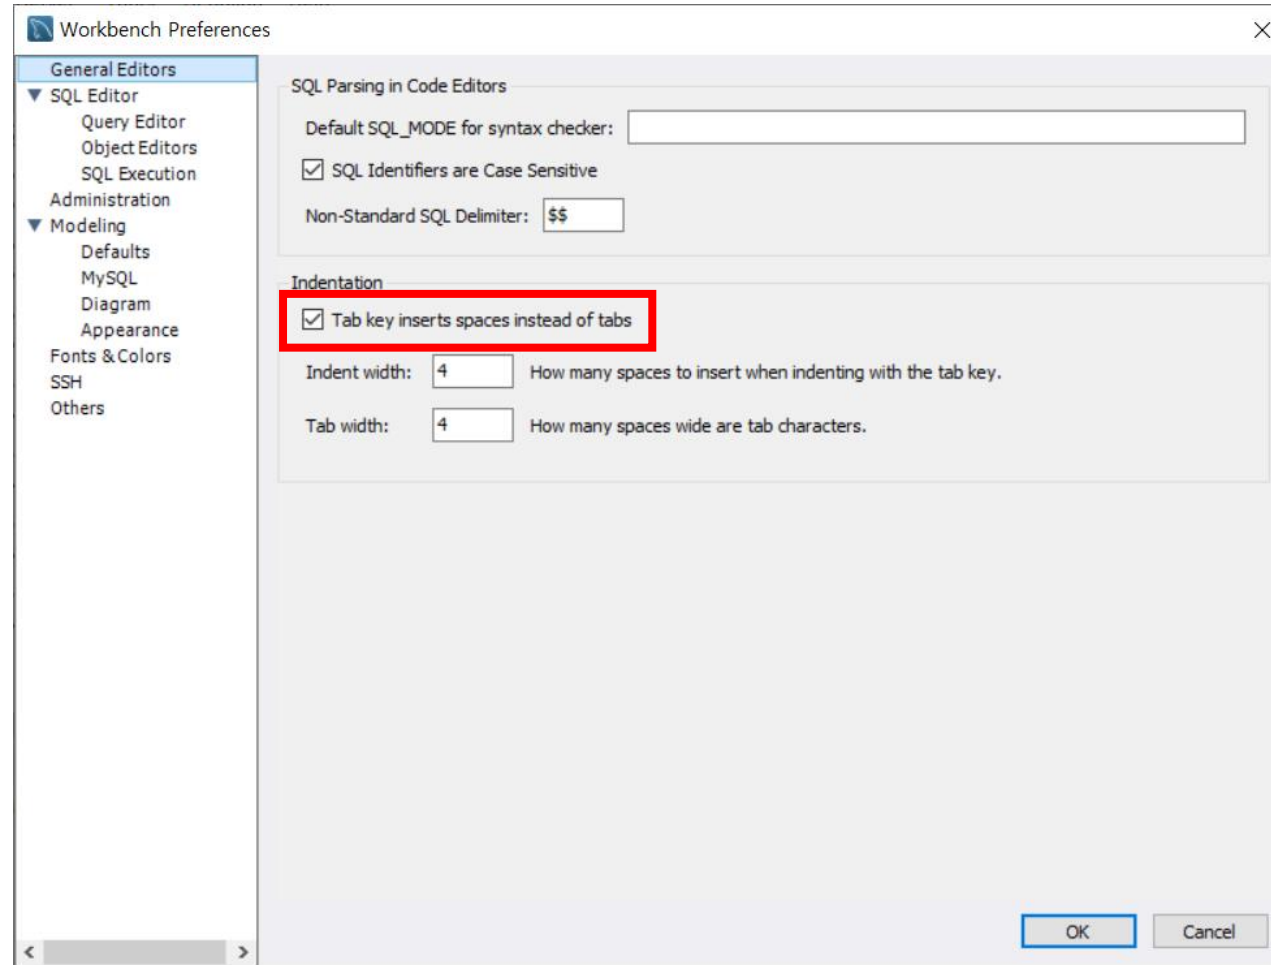 Workbench Preferences
General Editors
SQL Editor
Query Editor
Object Editors
SQL Execution
Administration
Modeling
Defaults
MySQL
Diagram
Appearance
Fonts & Colors
SSH
Others
SQL Parsing in Code Editors
Default SQL_MODE for syntax checker:
SQL Identifiers are Case Sensitive
Non-Standard SQL Delimiter: $$
Indentation
Tab key inserts spaces instead of tabs
Indent width: 4 How many spaces to insert when indenting with the tab key.
Tab width: 4 How many spaces wide are tab characters.
OK Cancel